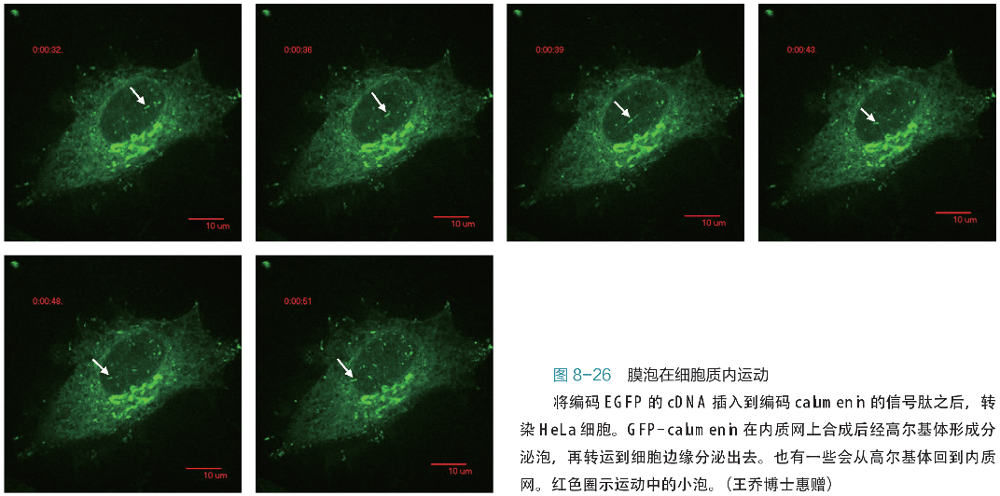 0:00:32.
0:00:36
0:00:39
0:00:43.
10 um
10 um
10 um
10 um
0:00:48.
0:00:51
10 um
10 um
图 8-26 膜泡在细胞质内运动
将编码 EGFP 的 cDNA 插入到编码 calumenin 的信号肽之后，转
染 HeLa 细胞。GFP-calumenin 在内质网上合成后经高尔基体形成分
泌泡，再转运到细胞边缘分泌出去。也有一些会从高尔基体回到内质
网。红色圈示运动中的小泡。（王乔博士惠赠）